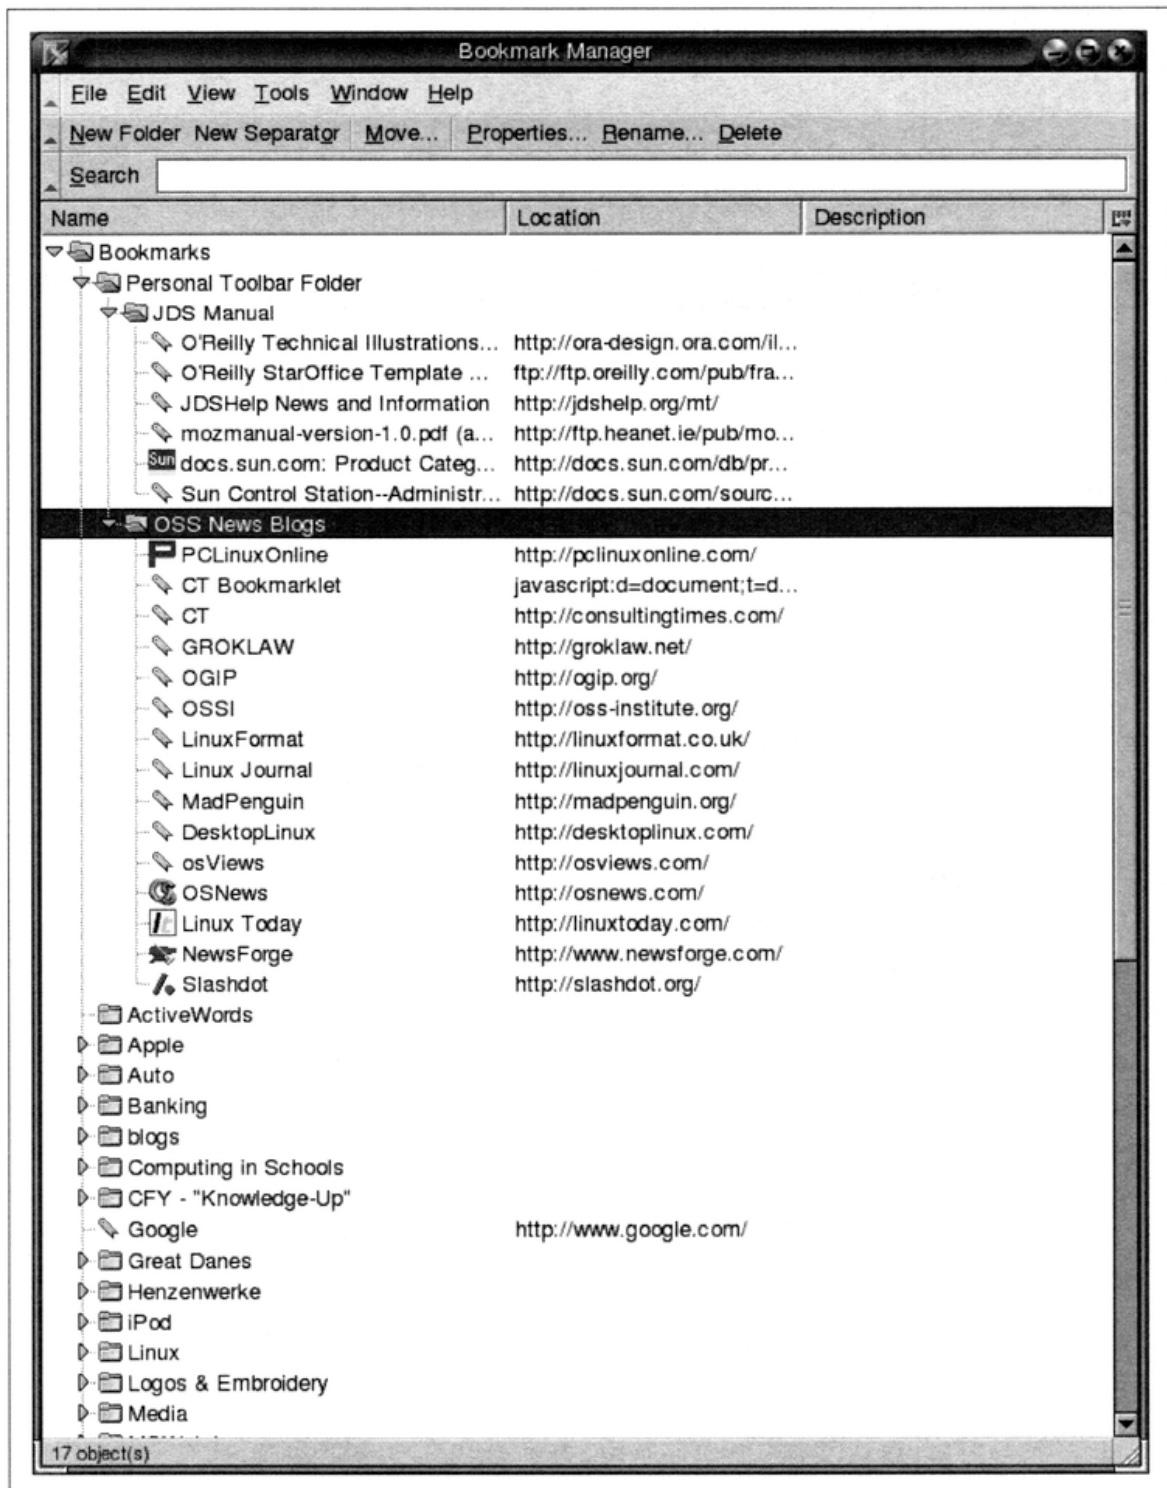 Bookmark Manager
File Edit View Tools Window Help
New Folder New Separator Move... Properties... Rename... Delete
Search
Name Location Description
Bookmarks
Personal Toolbar Folder
JDS Manual
O'Reilly Technical Illustrations... http://ora-design.ora.com/il...
O'Reilly StarOffice Template ... ftp://ftp.oreilly.com/pub/fra...
JDSHelp News and Information http://jdshelp.org/mt/
mozmanual-version-1.0.pdf (a... http://ftp.heanet.ie/pub/mo...
Sun docs.sun.com: Product Categ... http://docs.sun.com/db/pr...
Sun Control Station--Administr... http://docs.sun.com/sourc...
OSS News Blogs
PCLinuxOnline http://pclinuxonline.com/
CT Bookmarklet javascript:d=document;t=d...
CT http://consultingtimes.com/
GROKLAW http://groklaw.net/
OGIP http://ogip.org/
OSSI http://oss-institute.org/
LinuxFormat http://linuxformat.co.uk/
Linux Journal http://linuxjournal.com/
MadPenguin http://madpenguin.org/
DesktopLinux http://desktoplinux.com/
osViews http://osviews.com/
OSNews http://osnews.com/
Linux Today http://linuxtoday.com/
NewsForge http://www.newsforge.com/
Slashdot http://slashdot.org/
ActiveWords
Apple
Auto
Banking
blogs
Computing in Schools
CFY - "Knowledge-Up"
Google http://www.google.com/
Great Danes
Henzenwerke
iPod
Linux
Logos & Embroidery
Media
17 object(s)